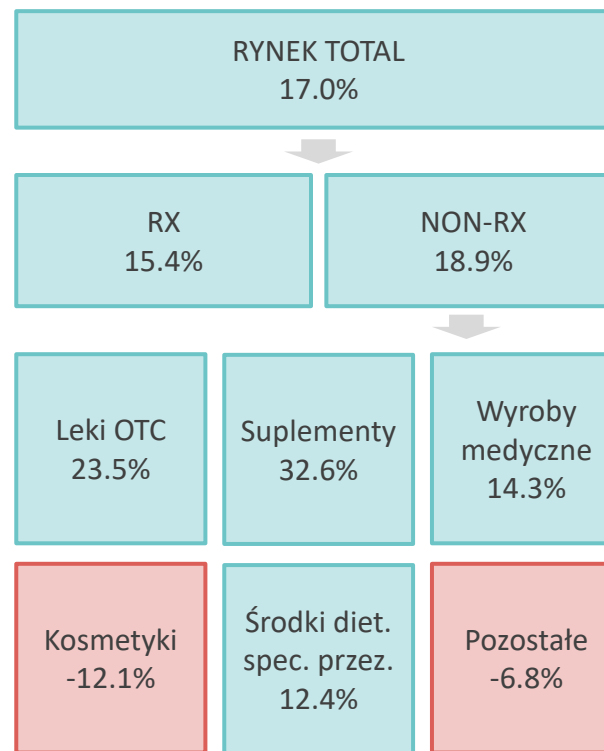 RYNEK TOTAL
17.0%
RX
15.4%
NON-RX
18.9%
Leki OTC
23.5%
Suplementy
32.6%
Wyroby
medyczne
14.3%
Kosmetyki
-12.1%
Środki diet.
spec. przez.
12.4%
Pozostałe
-6.8%